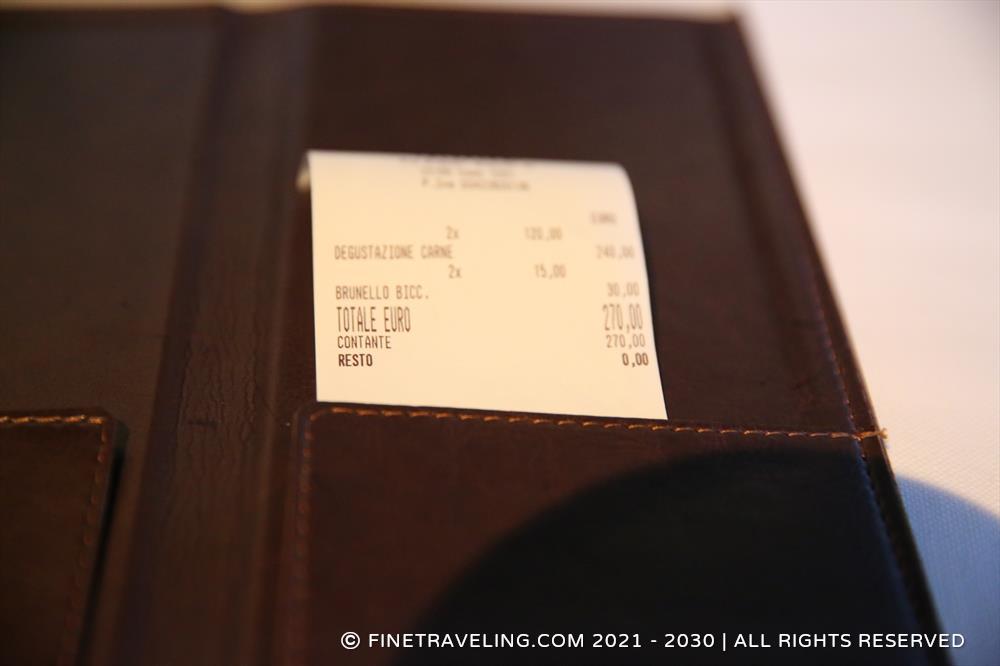 EURO
2x 120,00
DEGUSTAZIONE CARNE 240,00
2x 15,00
BRUNELLO BICC. 30,00
TOTALE EURO 270,00
CONTANTE 270,00
RESTO 0,00
© FINETRAVELING.COM 2021 - 2030 | ALL RIGHTS RESERVED